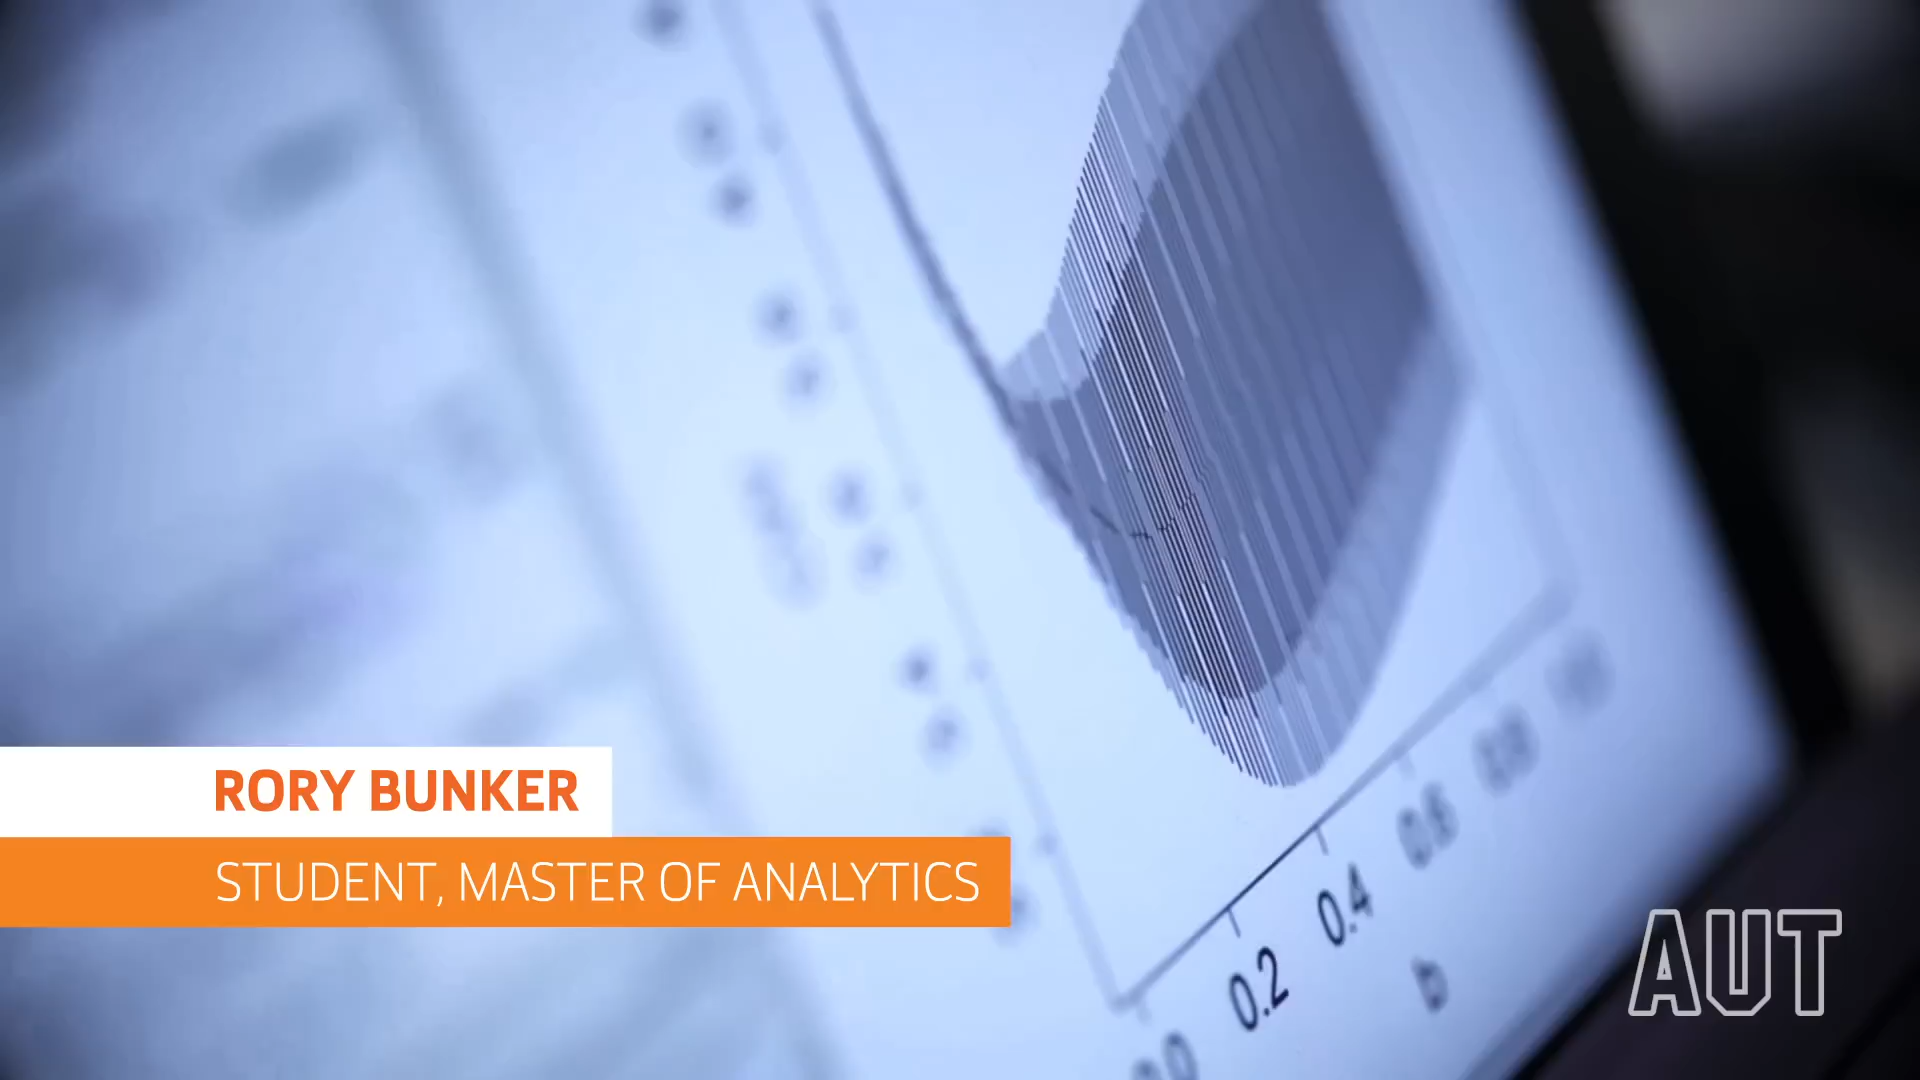 RORY BUNKER
STUDENT, MASTER OF ANALYTICS
0.2
0.4
0.6
b
AUT